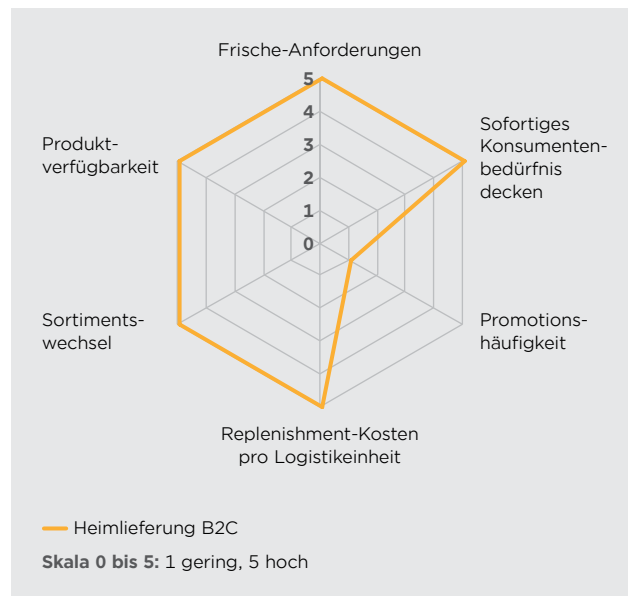 Frische-Anforderungen
5
4
3
2
1
0
Sofortiges
Konsumenten-
bedürfnis
decken
Produkt-
verfügbarkeit
Sortiments-
wechsel
Promotions-
häufigkeit
Replenishment-Kosten
pro Logistikeinheit
Heimlieferung B2C
Skala 0 bis 5: 1 gering, 5 hoch